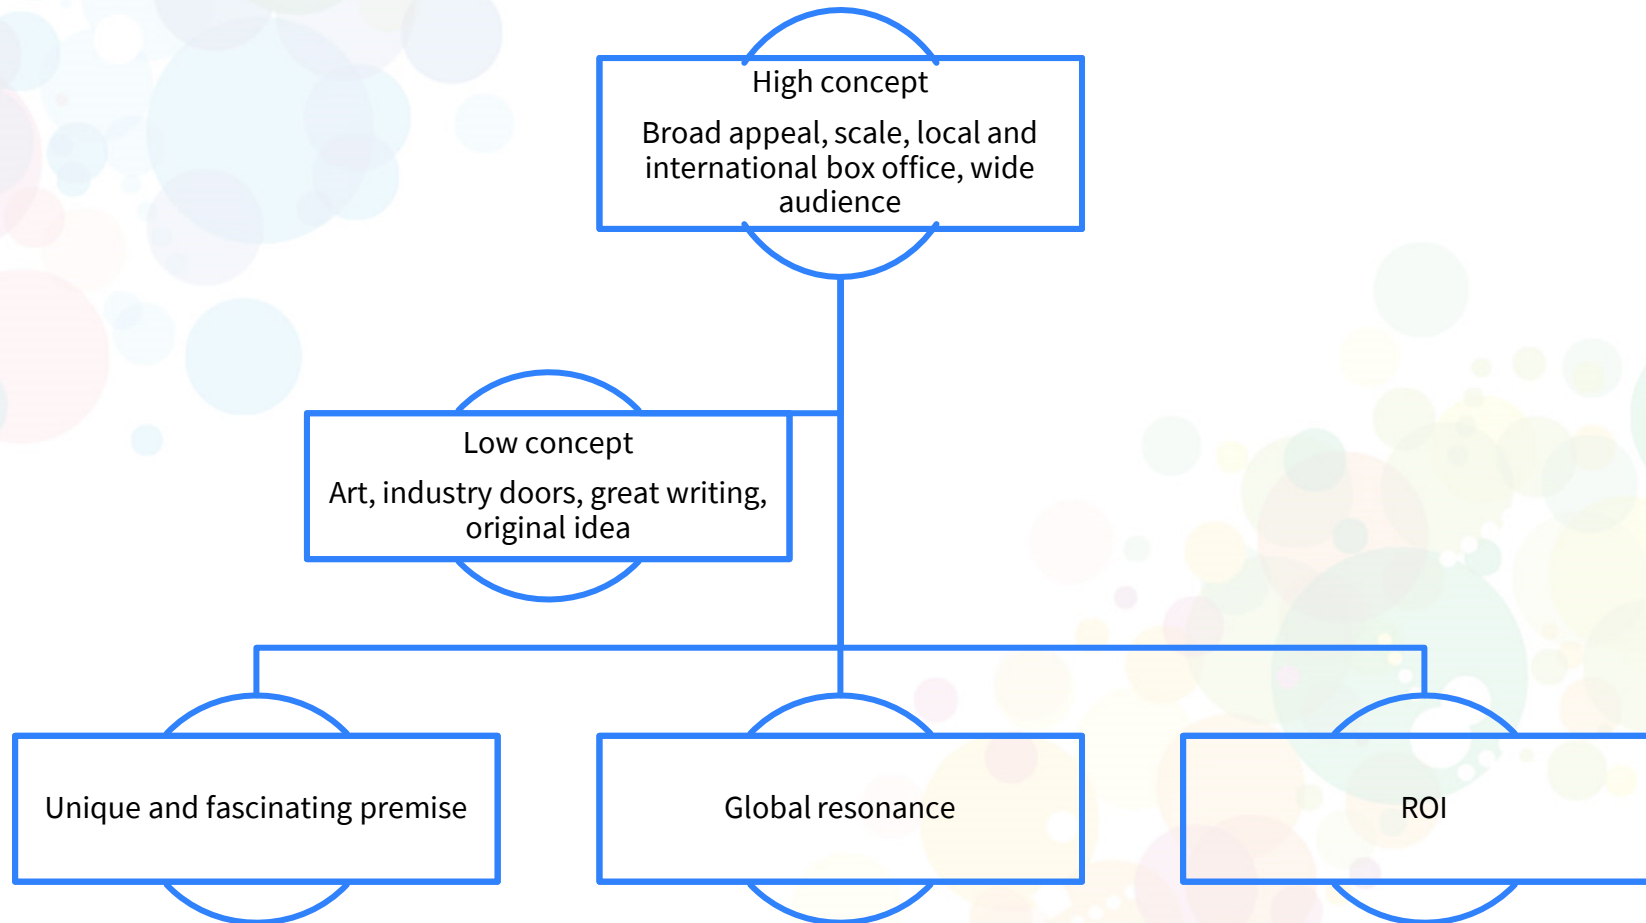 High concept
Broad appeal, scale, local and
international box office, wide
audience
Low concept
Art, industry doors, great writing,
original idea
Unique and fascinating premise
Global resonance
ROI